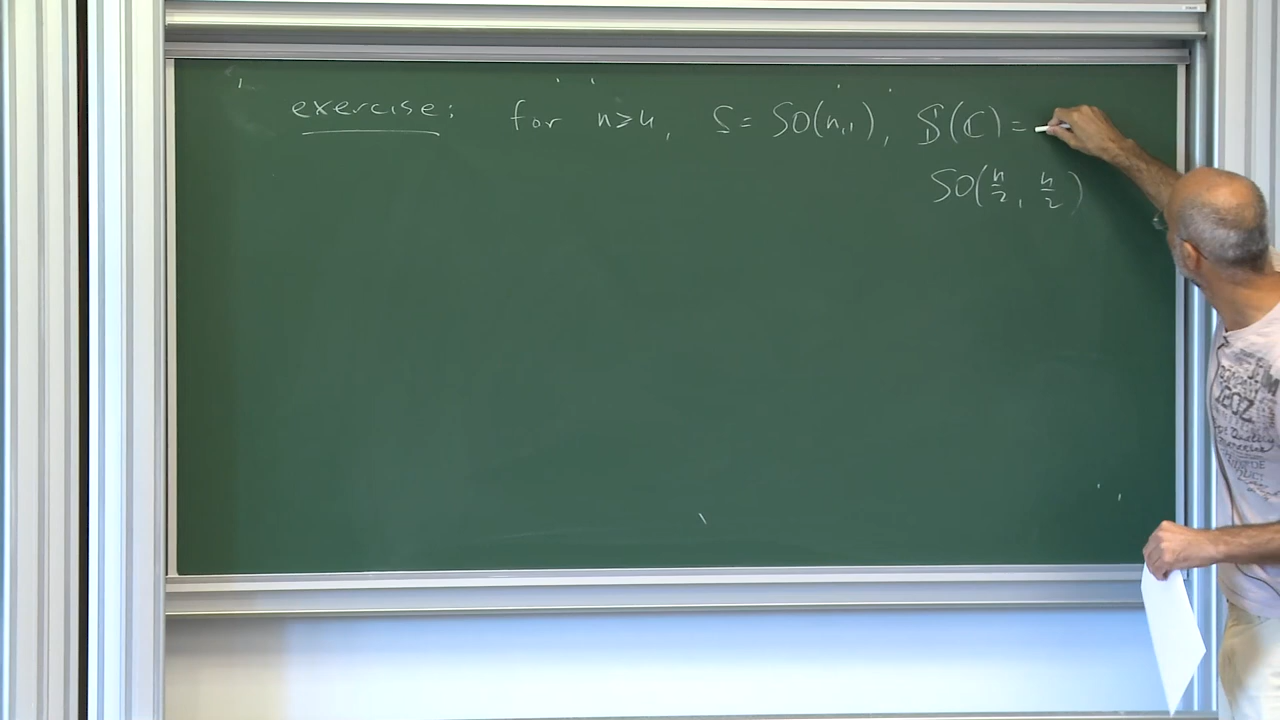 exercise: for n≥4, S = SO(n,1), 𝕊(ℂ) =
SO(n/2, n/2)